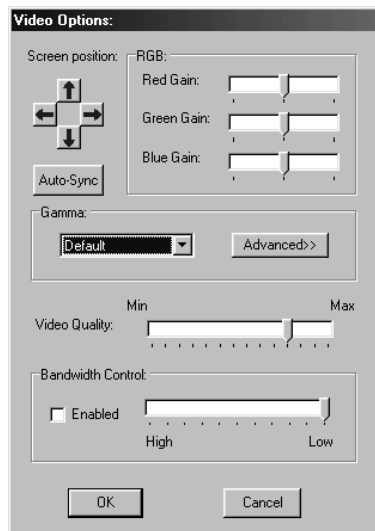 Video Options:
Screen position:
Auto-Sync
RGB:
Red Gain:
Green Gain:
Blue Gain:
Gamma:
Default
Advanced>>
Min Max
Video Quality:
Bandwidth Control:
Enabled
High Low
OK Cancel